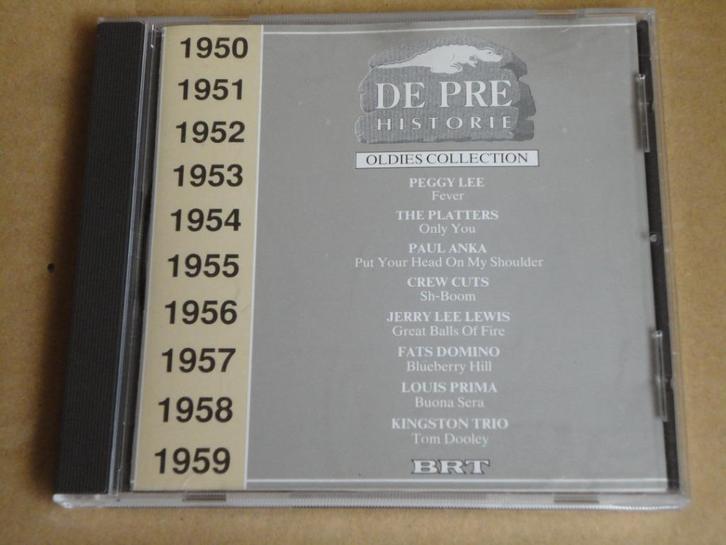 1950
1951
1952
1953
1954
1955
1956
1957
1958
1959
DE PRE
HISTORIE
OLDIES COLLECTION
PEGGY LEE
Fever
THE PLATTERS
Only You
PAUL ANKA
Put Your Head On My Shoulder
CREW CUTS
Sh-Boom
JERRY LEE LEWIS
Great Balls Of Fire
FATS DOMINO
Blueberry Hill
LOUIS PRIMA
Buona Sera
KINGSTON TRIO
Tom Dooley
BRT